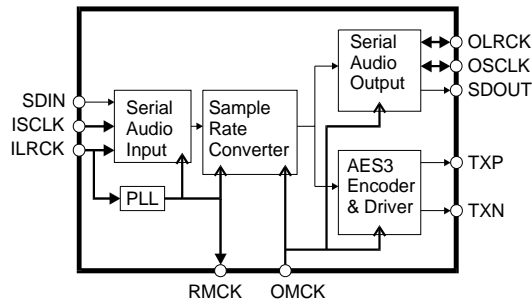 SDIN
ISCLK
ILRCK
Serial
Audio
Input
PLL
Sample
Rate
Converter
Serial
Audio
Output
AES3
Encoder
& Driver
OLRCK
OSCLK
SDOUT
TXP
TXN
RMCK
OMCK